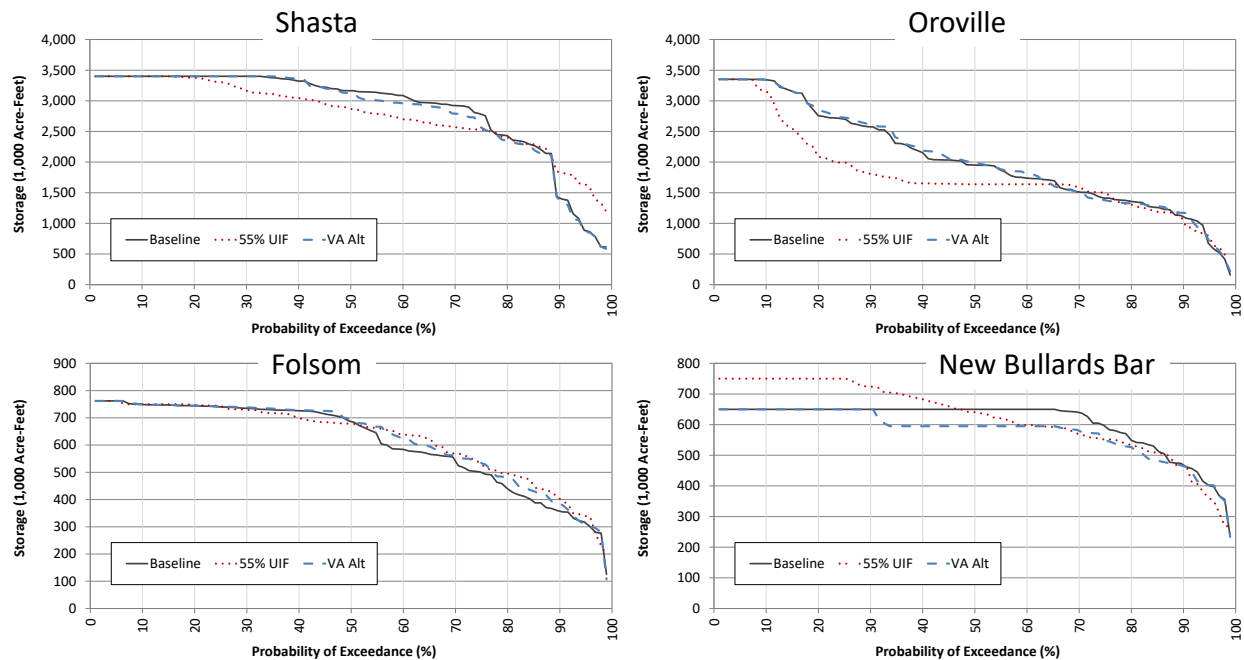 Shasta
Storage (1,000 Acre-Feet)
4,000
3,500
3,000
2,500
2,000
1,500
1,000
500
0
Baseline 55% UIF VA Alt
0 10 20 30 40 50 60 70 80 90 100
Probability of Exceedance (%)
Oroville
Storage (1,000 Acre-Feet)
4,000
3,500
3,000
2,500
2,000
1,500
1,000
500
0
Baseline 55% UIF VA Alt
0 10 20 30 40 50 60 70 80 90 100
Probability of Exceedance (%)
Folsom
Storage (1,000 Acre-Feet)
900
800
700
600
500
400
300
200
100
0
Baseline 55% UIF VA Alt
0 10 20 30 40 50 60 70 80 90 100
Probability of Exceedance (%)
New Bullards Bar
Storage (1,000 Acre-Feet)
800
700
600
500
400
300
200
100
0
Baseline 55% UIF VA Alt
0 10 20 30 40 50 60 70 80 90 100
Probability of Exceedance (%)